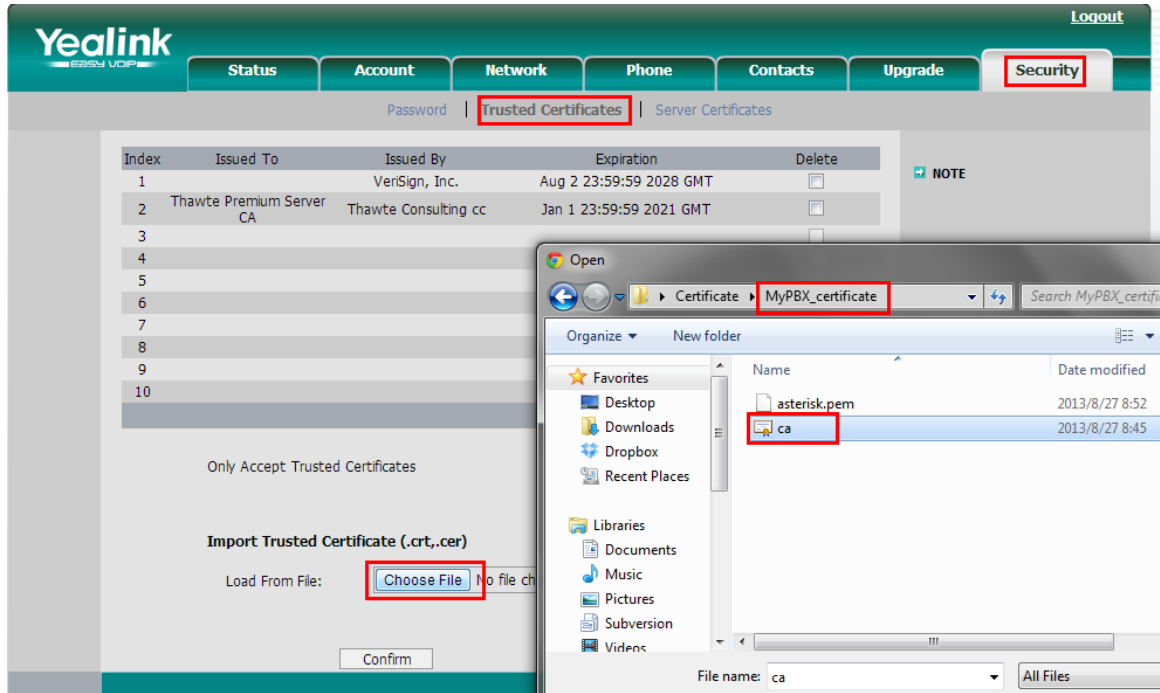 Logout
Yealink
EASY VOIP
Status Account Network Phone Contacts Upgrade Security
Password | Trusted Certificates | Server Certificates
Index Issued To Issued By Expiration Delete
1 VeriSign, Inc. Aug 2 23:59:59 2028 GMT
2 Thawte Premium Server CA Thawte Consulting cc Jan 1 23:59:59 2021 GMT
3
4
5
6
7
8
9
10
NOTE
Only Accept Trusted Certificates
Import Trusted Certificate (.crt,.cer)
Load From File: Choose File No file ch
Confirm
Open
Certificate MyPBX_certificate Search MyPBX_certifi
Organize New folder
Favorites
Desktop
Downloads
Dropbox
Recent Places
Libraries
Documents
Music
Pictures
Subversion
Videos
Name Date modified
asterisk.pem 2013/8/27 8:52
ca 2013/8/27 8:45
File name: ca All Files